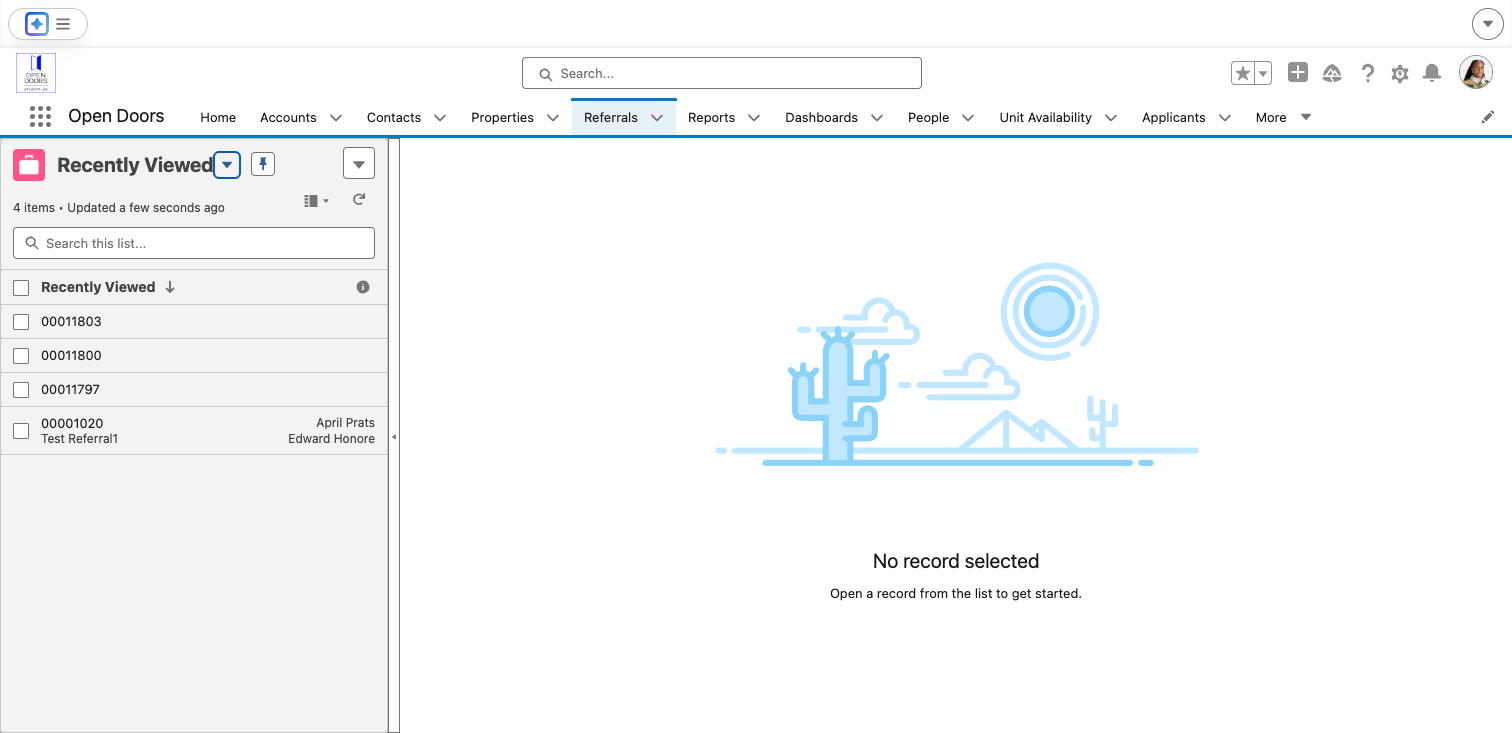 OPEN
DOORS
ATLANTA, GA
Search...
Open Doors
Home
Accounts
Contacts
Properties
Referrals
Reports
Dashboards
People
Unit Availability
Applicants
More
Recently Viewed
4 items • Updated a few seconds ago
Search this list...
Recently Viewed
00011803
00011800
00011797
00001020
April Prats
Test Referral1
Edward Honore
No record selected
Open a record from the list to get started.